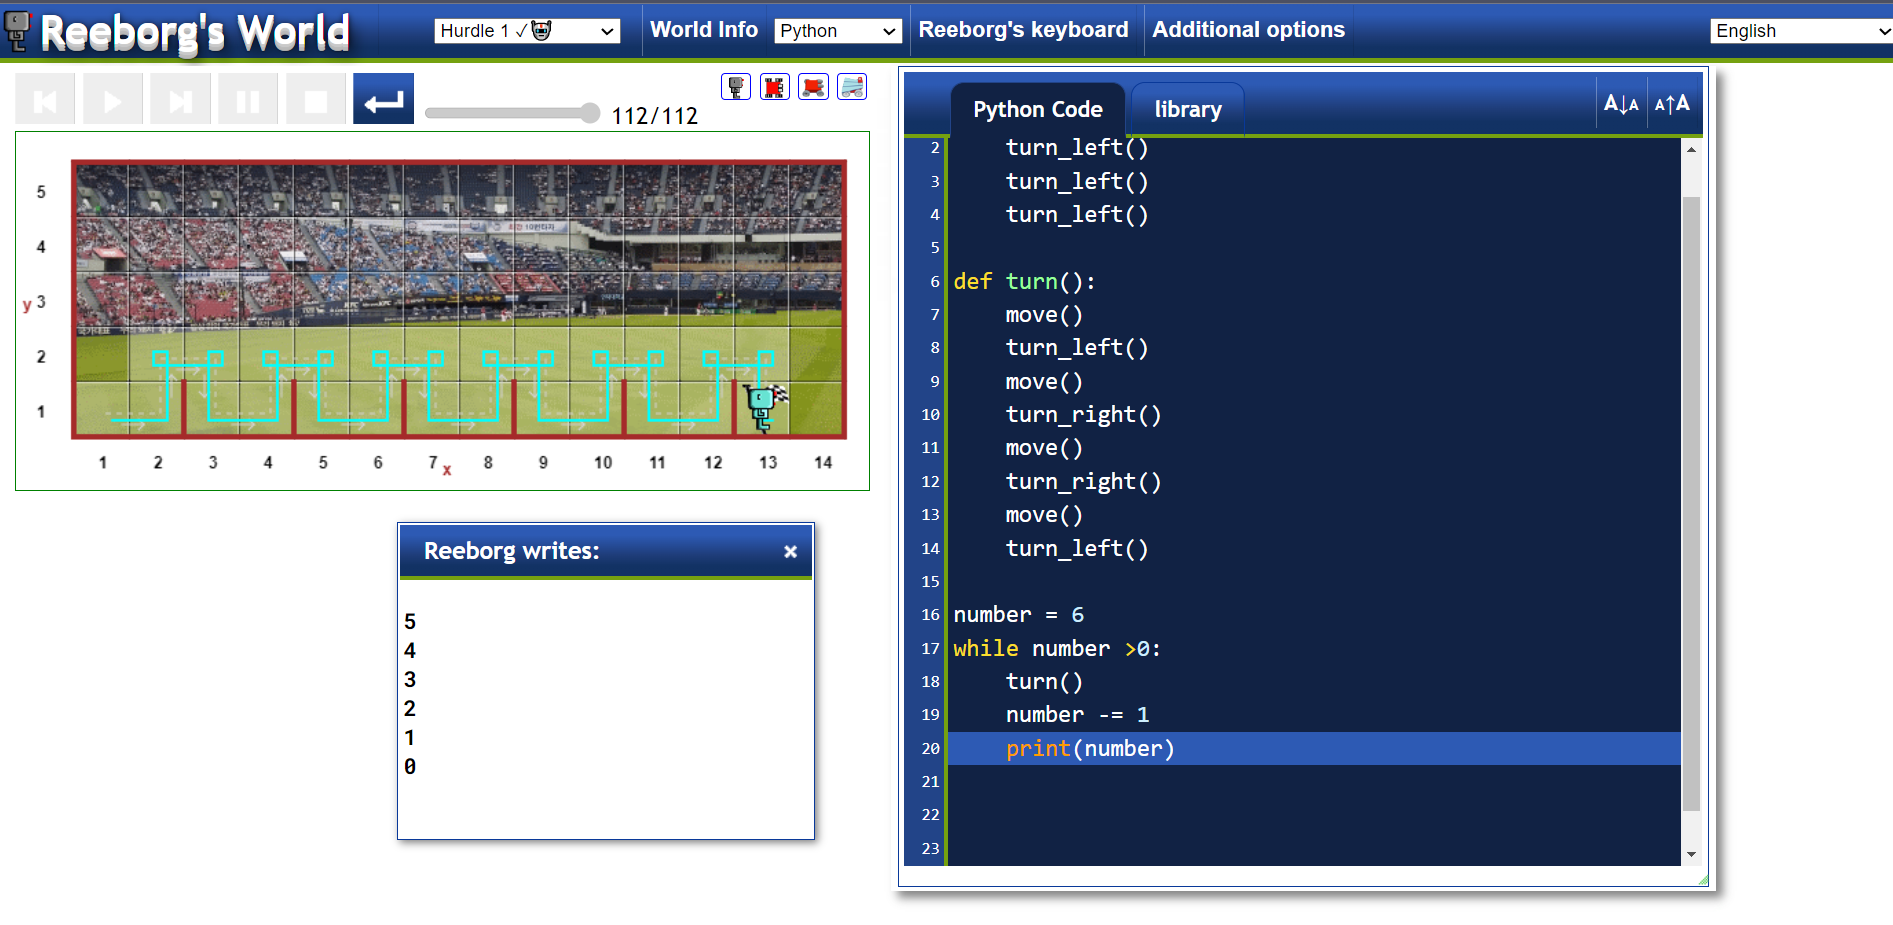 Reeborg's World
Hurdle 1 ✓
World Info
Python
Reeborg's keyboard
Additional options
English
112/112
5
4
y 3
2
1
1 2 3 4 5 6 7 x 8 9 10 11 12 13 14
Reeborg writes: ×
5
4
3
2
1
0
Python Code
library
A↓A
A↑A
2 turn_left()
3 turn_left()
4 turn_left()
5
6 def turn():
7 move()
8 turn_left()
9 move()
10 turn_right()
11 move()
12 turn_right()
13 move()
14 turn_left()
15
16 number = 6
17 while number >0:
18 turn()
19 number -= 1
20 print(number)
21
22
23